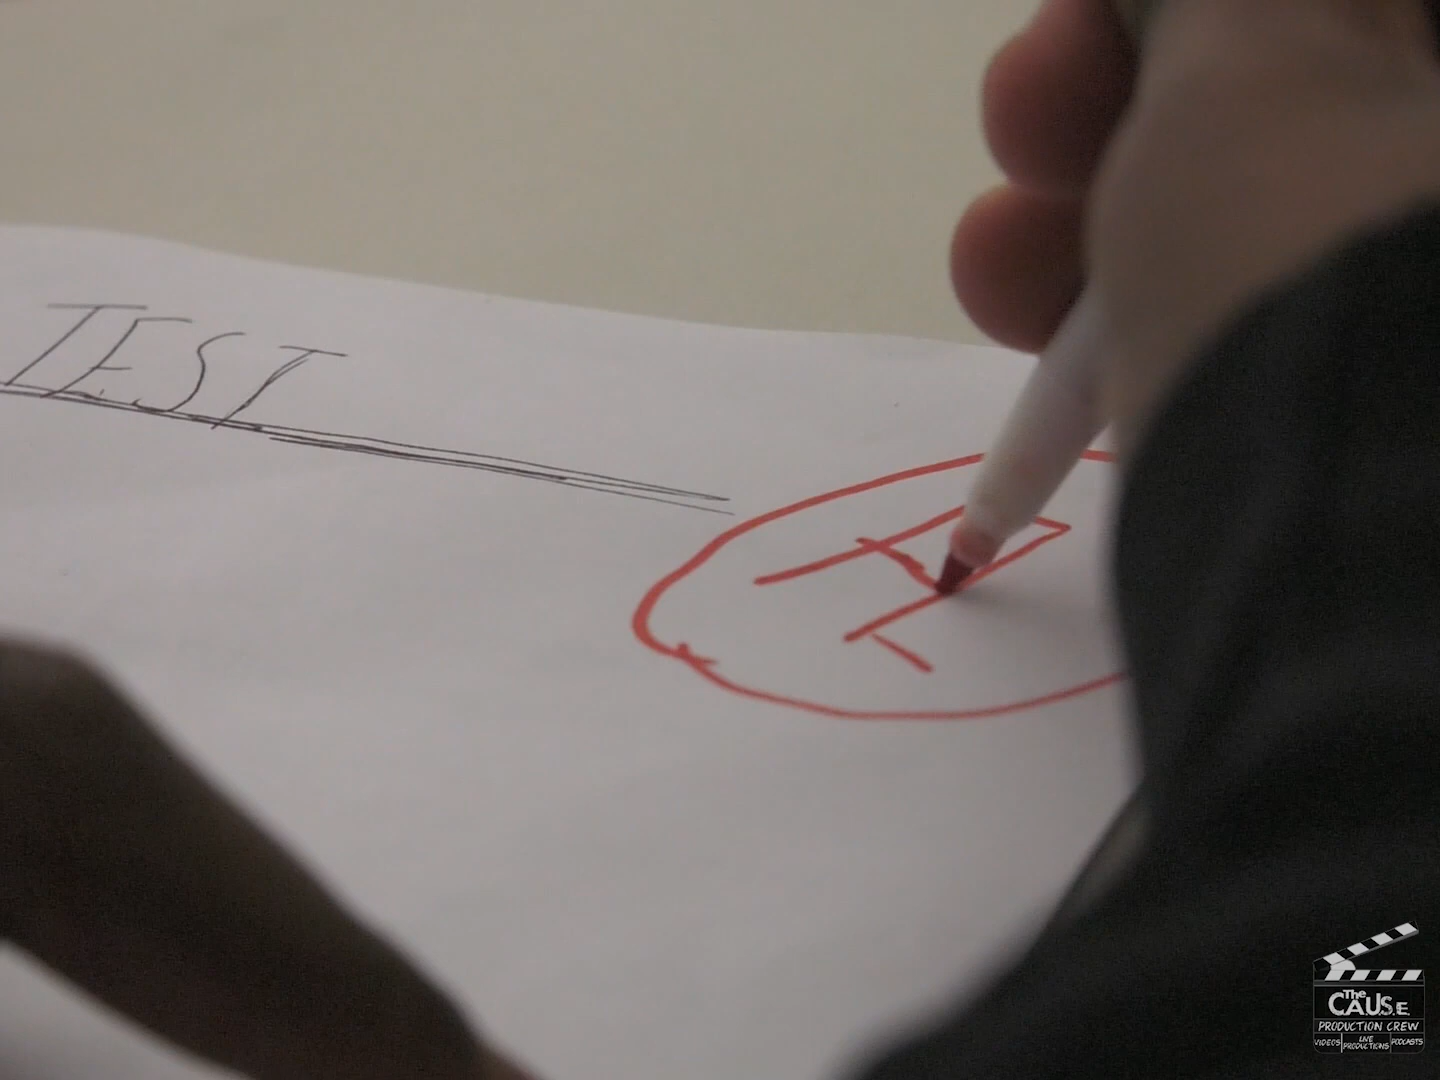 TEST
A
The
CAUS.E.
PRODUCTION CREW
VIDEOS LIVE PRODUCTIONS PODCASTS